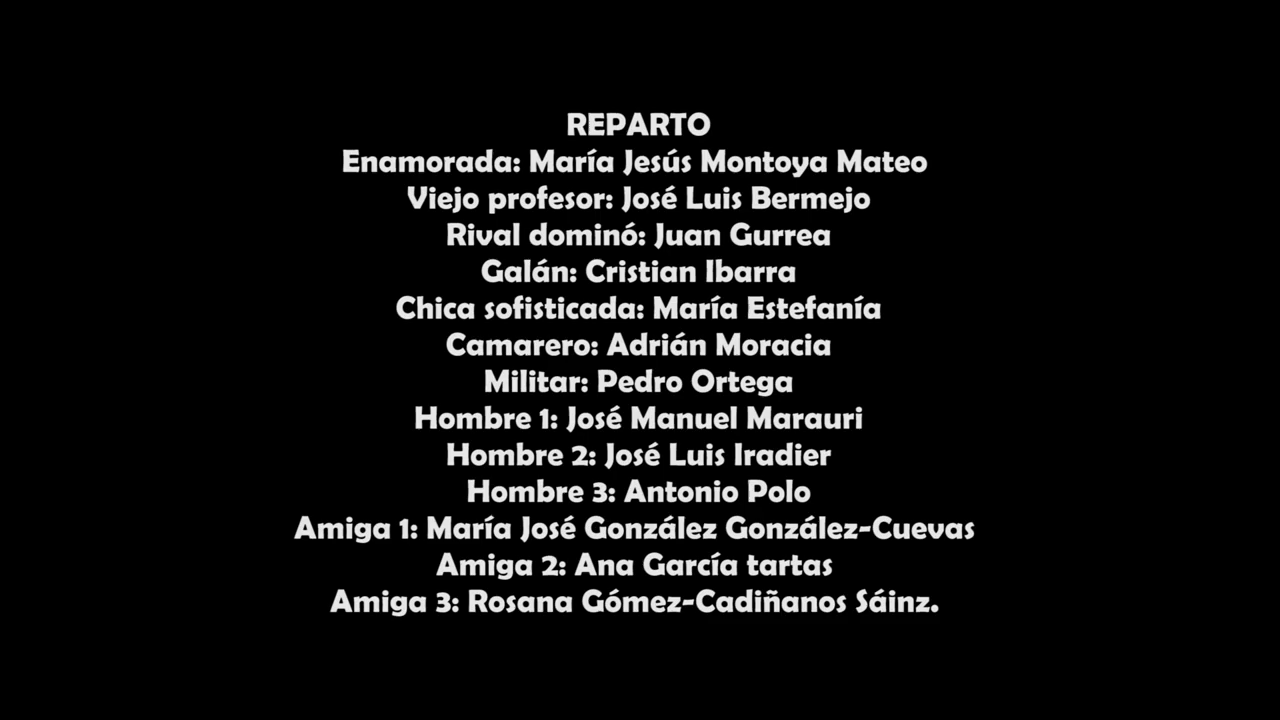 REPARTO
Enamorada: María Jesús Montoya Mateo
Viejo profesor: José Luis Bermejo
Rival dominó: Juan Gurrea
Galán: Cristian Ibarra
Chica sofisticada: María Estefanía
Camarero: Adrián Moracia
Militar: Pedro Ortega
Hombre 1: José Manuel Marauri
Hombre 2: José Luis Iradier
Hombre 3: Antonio Polo
Amiga 1: María José González González-Cuevas
Amiga 2: Ana García tartas
Amiga 3: Rosana Gómez-Cadiñanos Sáinz.